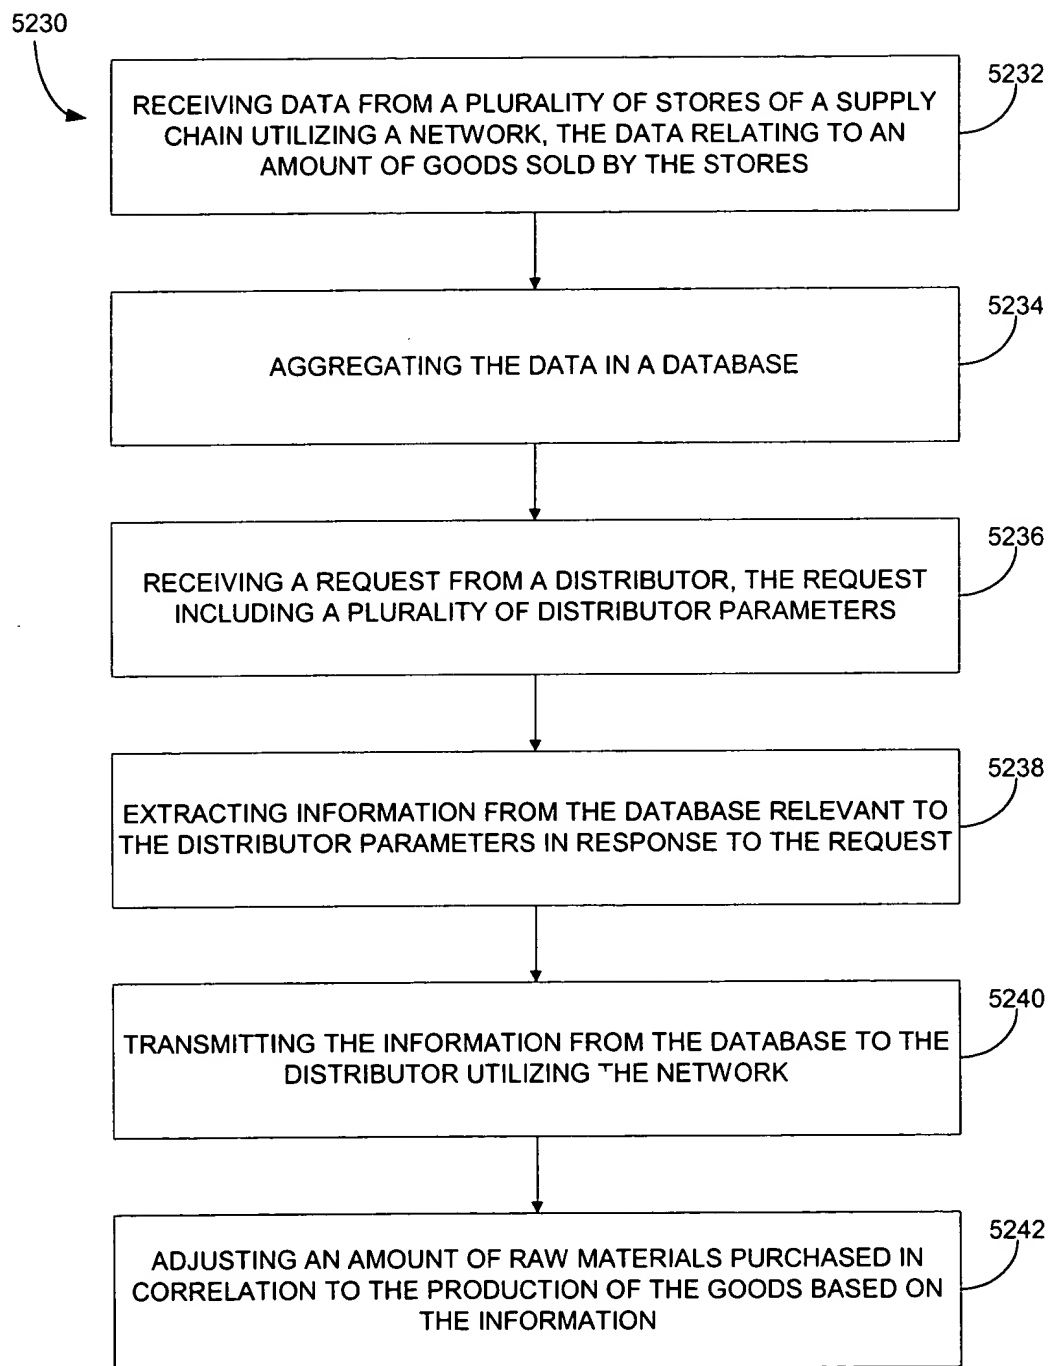 5230
5232
RECEIVING DATA FROM A PLURALITY OF STORES OF A SUPPLY
CHAIN UTILIZING A NETWORK, THE DATA RELATING TO AN
AMOUNT OF GOODS SOLD BY THE STORES
5234
AGGREGATING THE DATA IN A DATABASE
5236
RECEIVING A REQUEST FROM A DISTRIBUTOR, THE REQUEST
INCLUDING A PLURALITY OF DISTRIBUTOR PARAMETERS
5238
EXTRACTING INFORMATION FROM THE DATABASE RELEVANT TO
THE DISTRIBUTOR PARAMETERS IN RESPONSE TO THE REQUEST
5240
TRANSMITTING THE INFORMATION FROM THE DATABASE TO THE
DISTRIBUTOR UTILIZING THE NETWORK
5242
ADJUSTING AN AMOUNT OF RAW MATERIALS PURCHASED IN
CORRELATION TO THE PRODUCTION OF THE GOODS BASED ON
THE INFORMATION